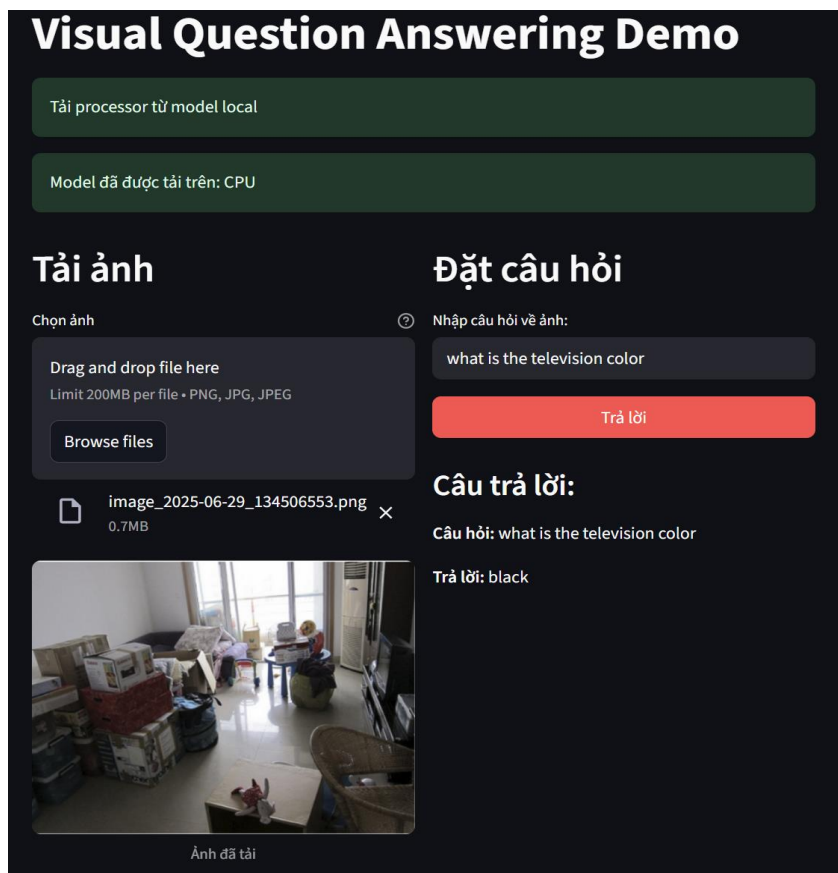 Visual Question Answering Demo
Tải processor từ model local
Model đã được tải trên: CPU
Tải ảnh
Chọn ảnh
Drag and drop file here
Limit 200MB per file • PNG, JPG, JPEG
Browse files
image_2025-06-29_134506553.png
0.7MB
Ảnh đã tải
Đặt câu hỏi
Nhập câu hỏi về ảnh:
what is the television color
Trả lời
Câu trả lời:
Câu hỏi: what is the television color
Trả lời: black